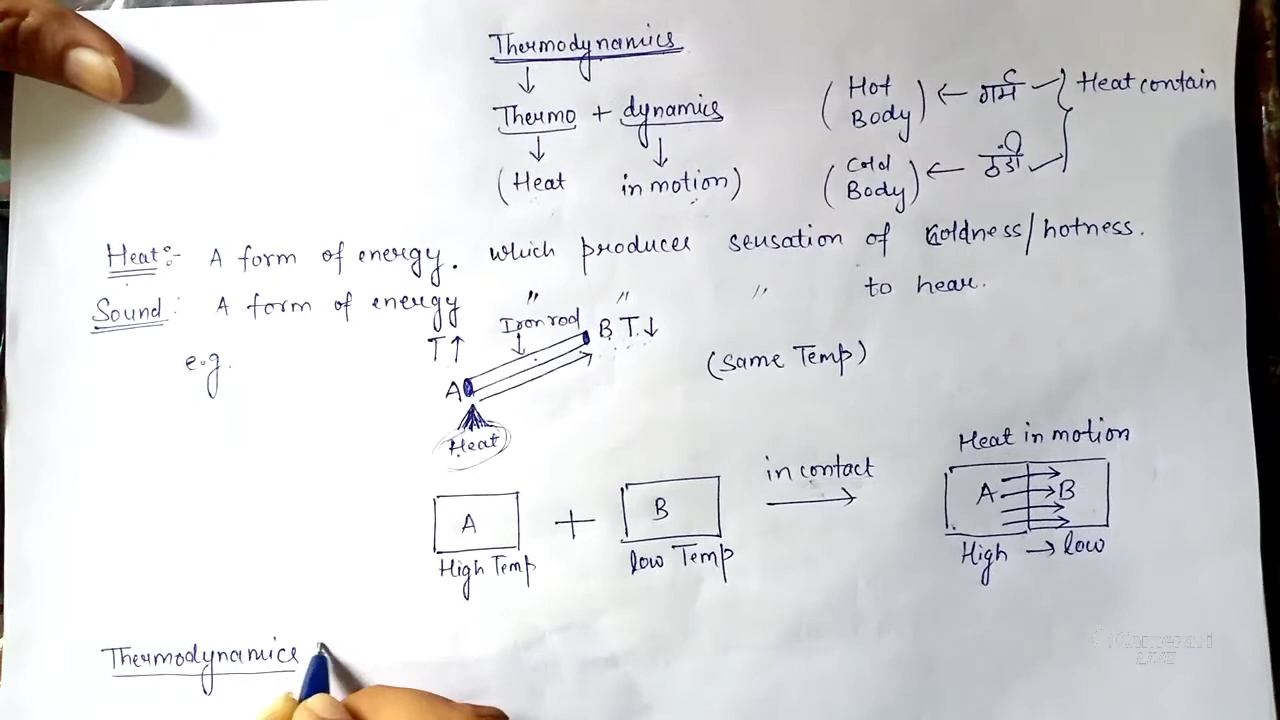 Thermodynamics
↓
Thermo + dynamics
↓ ↓
(Heat in motion)
(Hot Body) ← गर्म
(Cold Body) ← ठंडा
Heat contain
Heat:- A form of energy. which produces sensation of coldness/hotness.
Sound: A form of energy " " " to hear.
e.g.
T↑
Iron rod
B T.↓
A
Heat
(same Temp)
A + B
High Temp low Temp
in contact
→
Heat in motion
A B
High → low
Thermodynamics